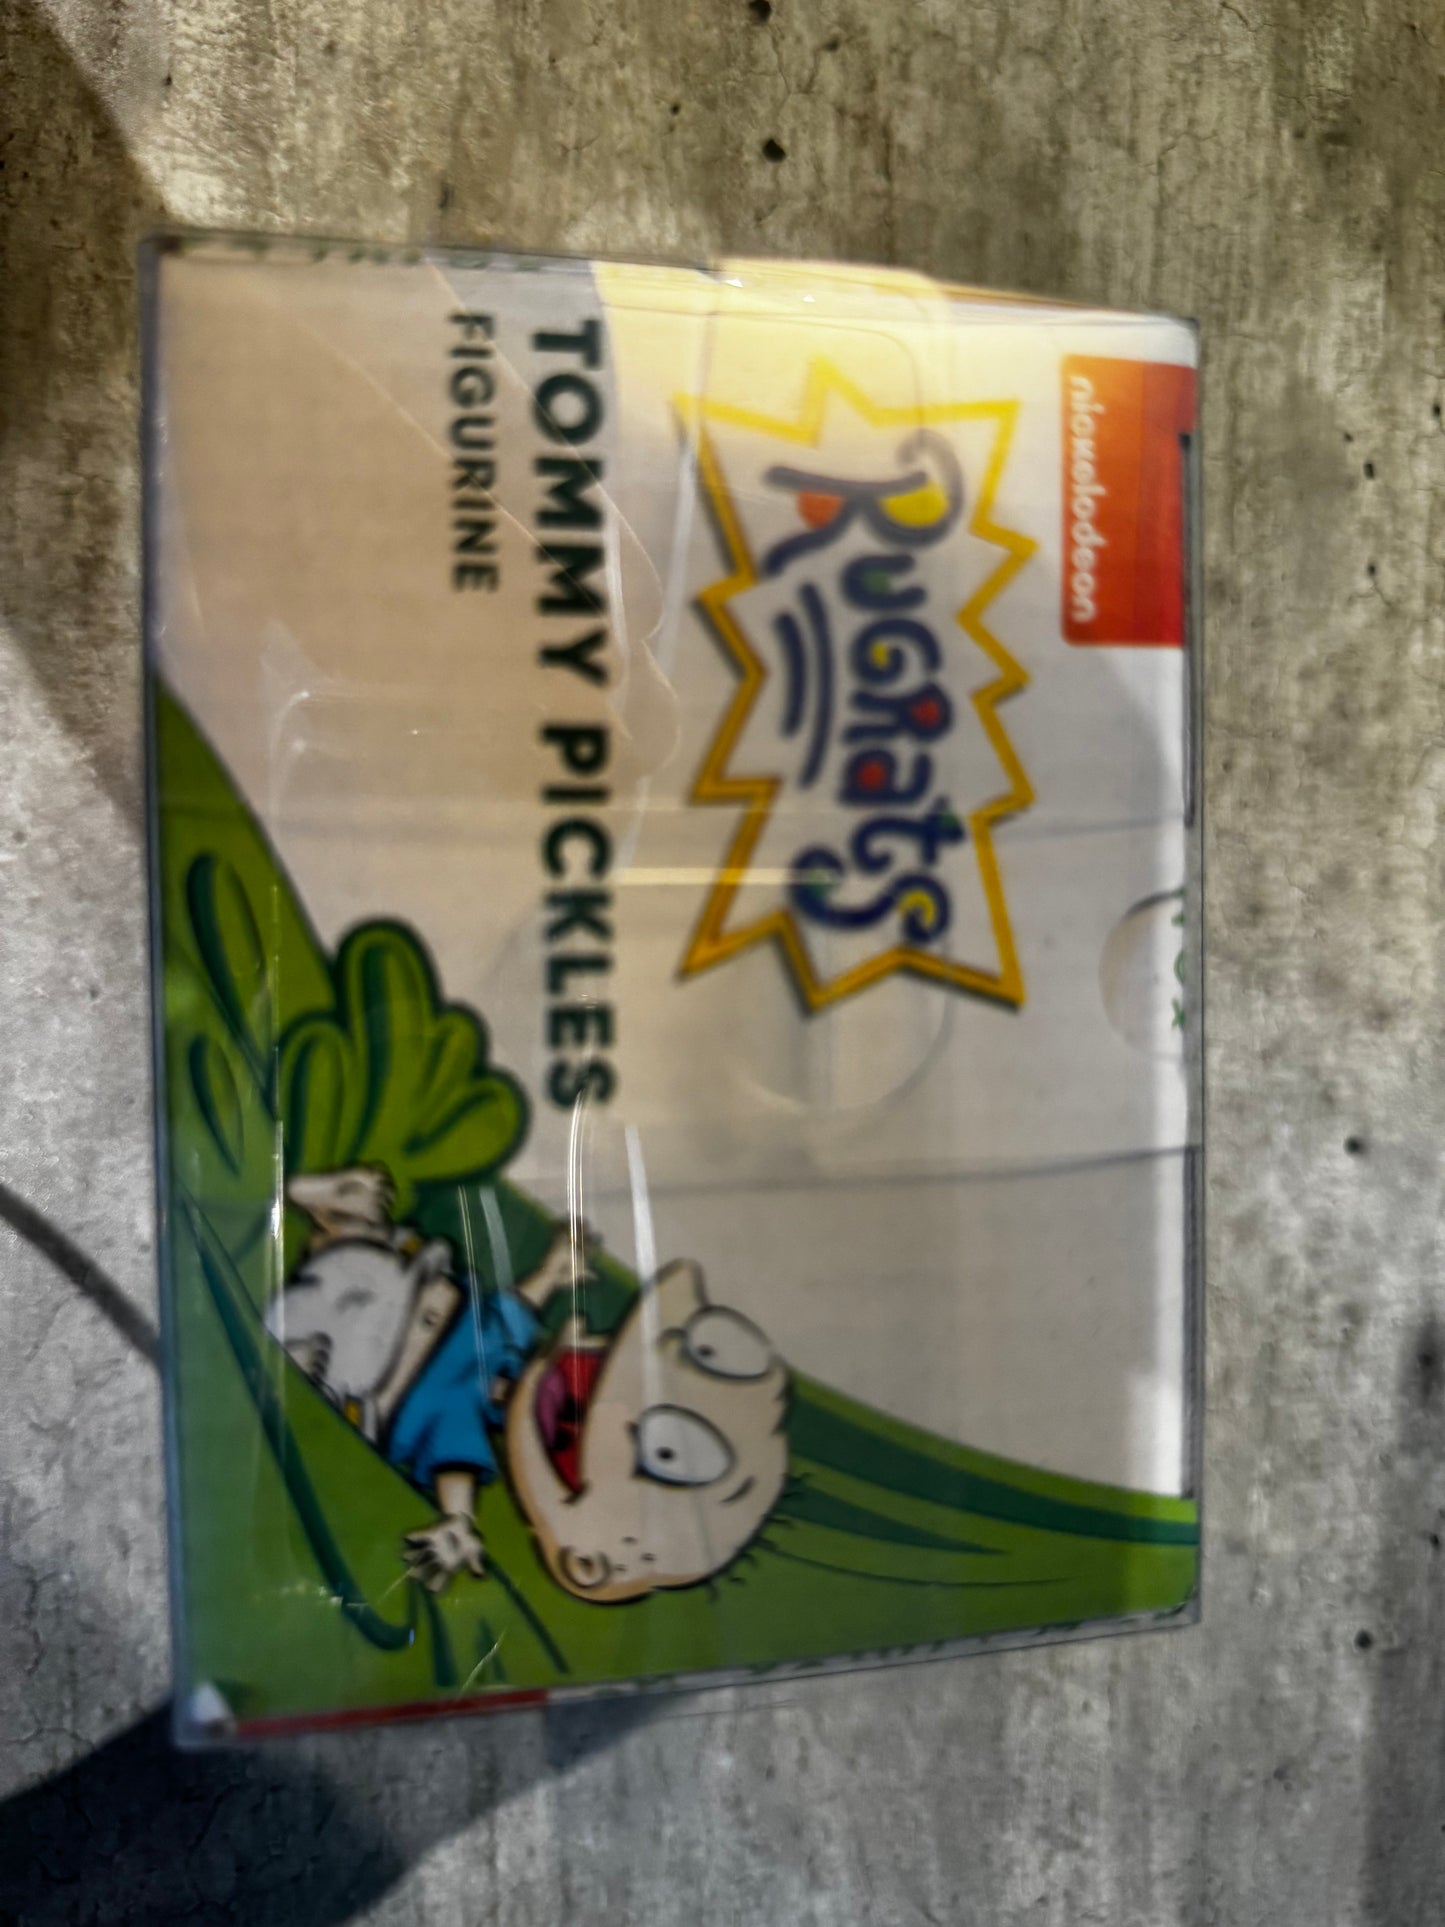 nickelodeon
RugRats
TOMMY PICKLES
FIGURINE